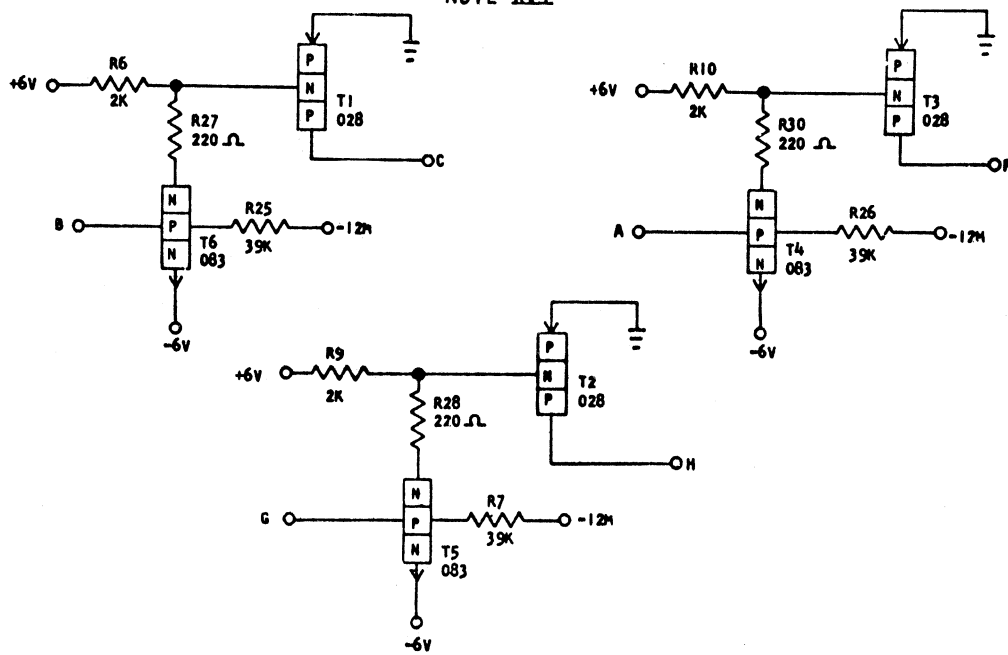 +6V
R6
2K
P
N
P
T1
028
C
R27
220 Ω
B
N
P
N
T6
083
R25
39K
-12M
-6V
+6V
R10
2K
P
N
P
T3
028
R30
220 Ω
A
N
P
N
T4
083
R26
39K
-12M
-6V
+6V
R9
2K
P
N
P
T2
028
H
R28
220 Ω
G
N
P
N
T5
083
R7
39K
-12M
-6V